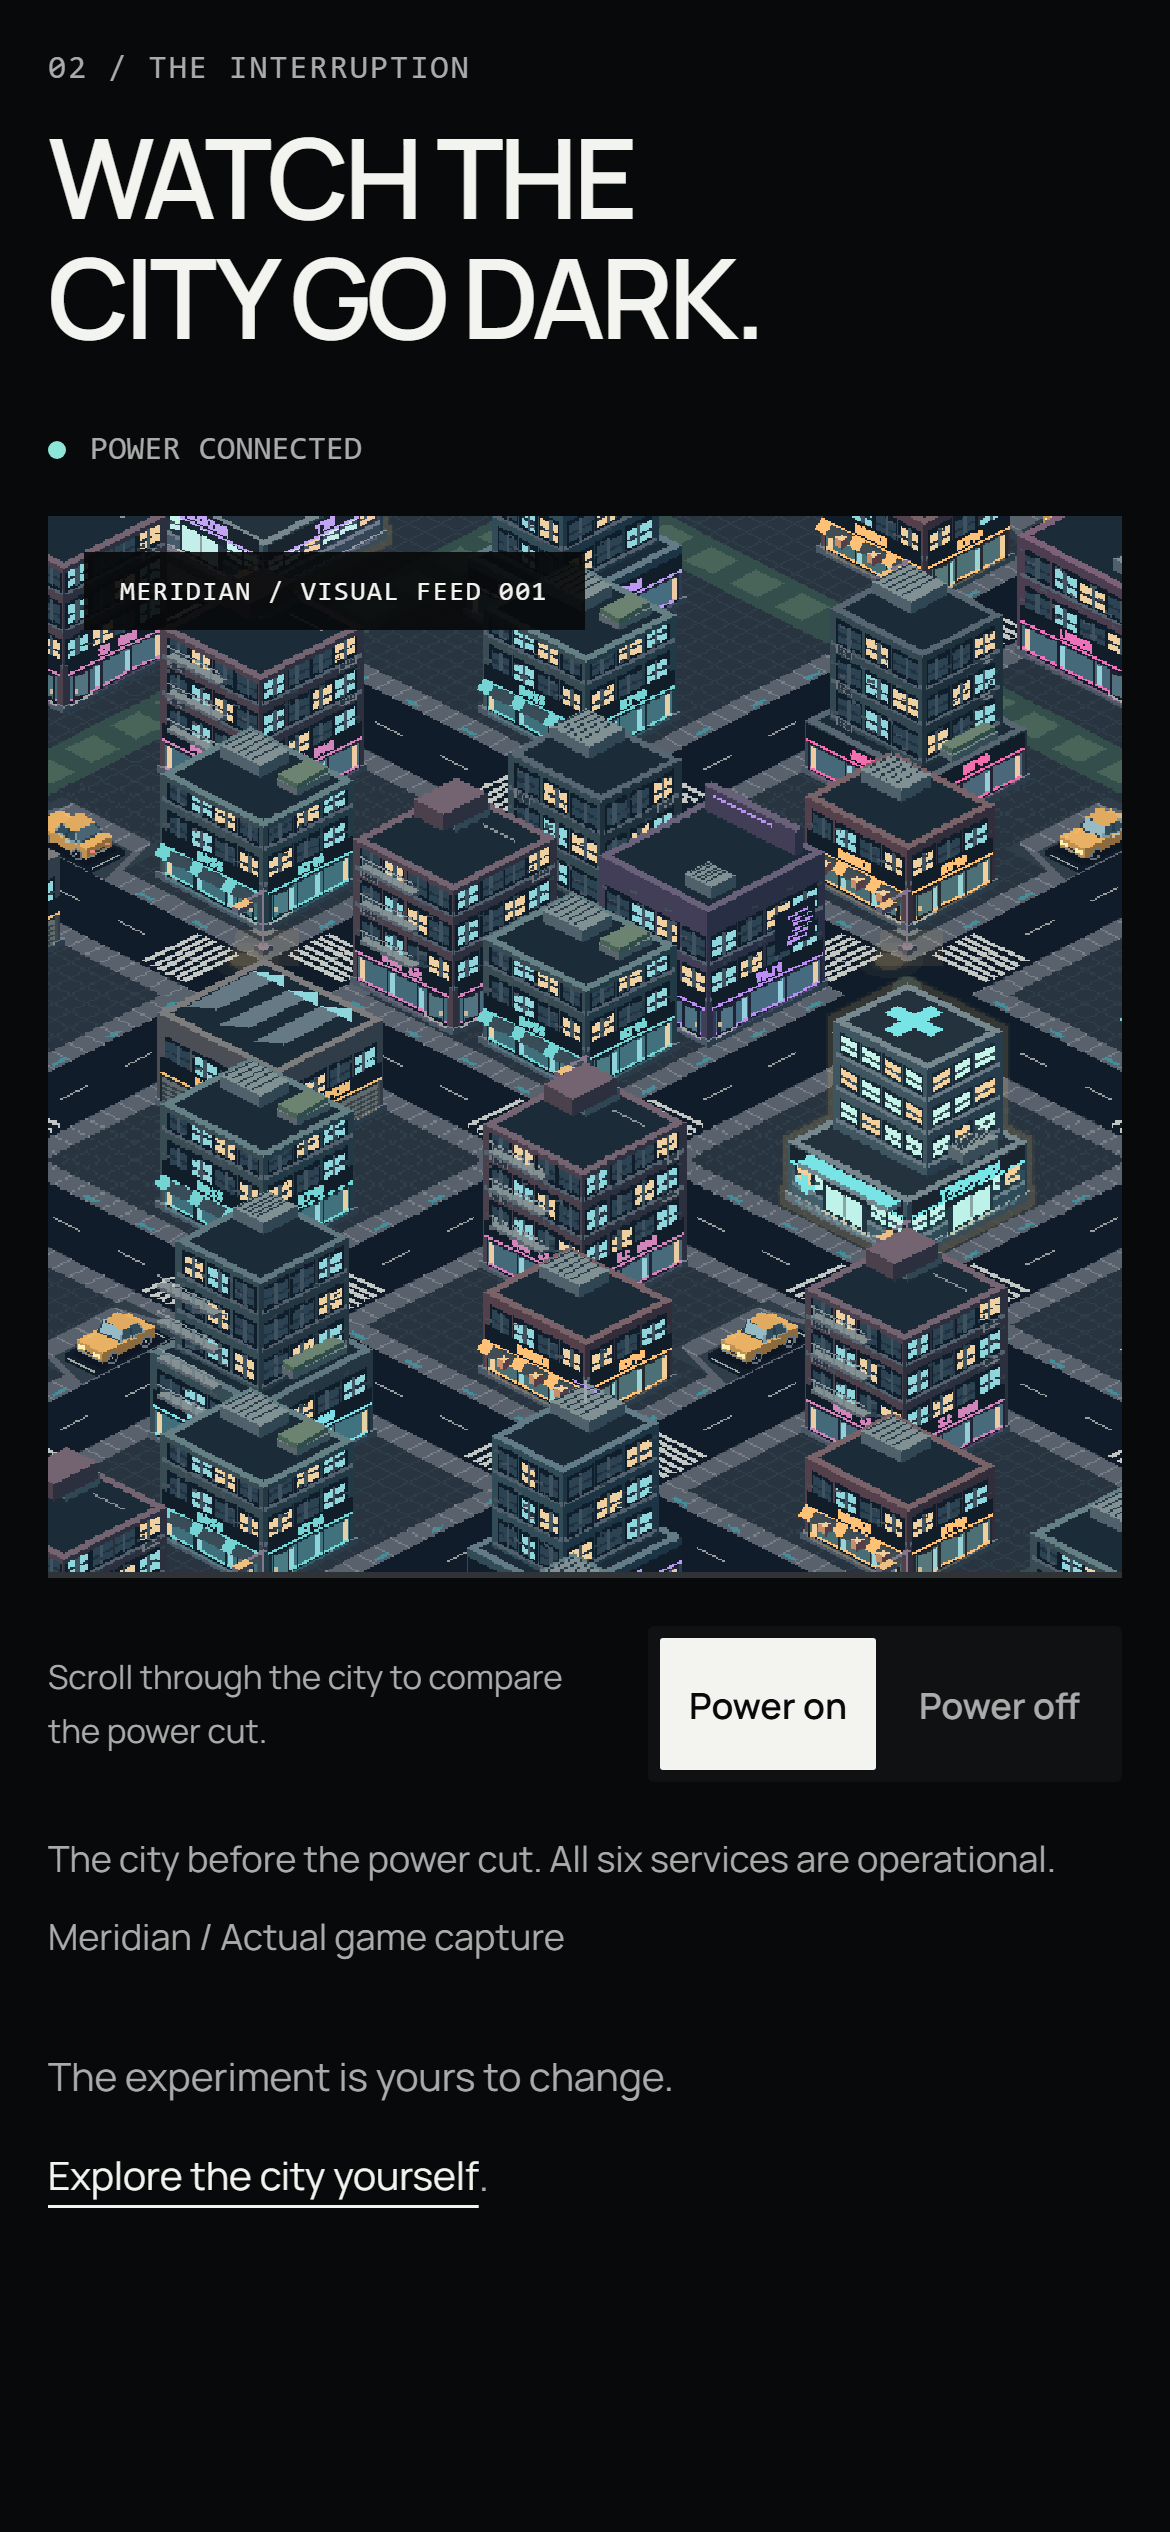 02 / THE INTERRUPTION
WATCH THE
CITY GO DARK.
POWER CONNECTED
MERIDIAN / VISUAL FEED 001
Scroll through the city to compare
the power cut.
Power on
Power off
The city before the power cut. All six services are operational.
Meridian / Actual game capture
The experiment is yours to change.
Explore the city yourself.